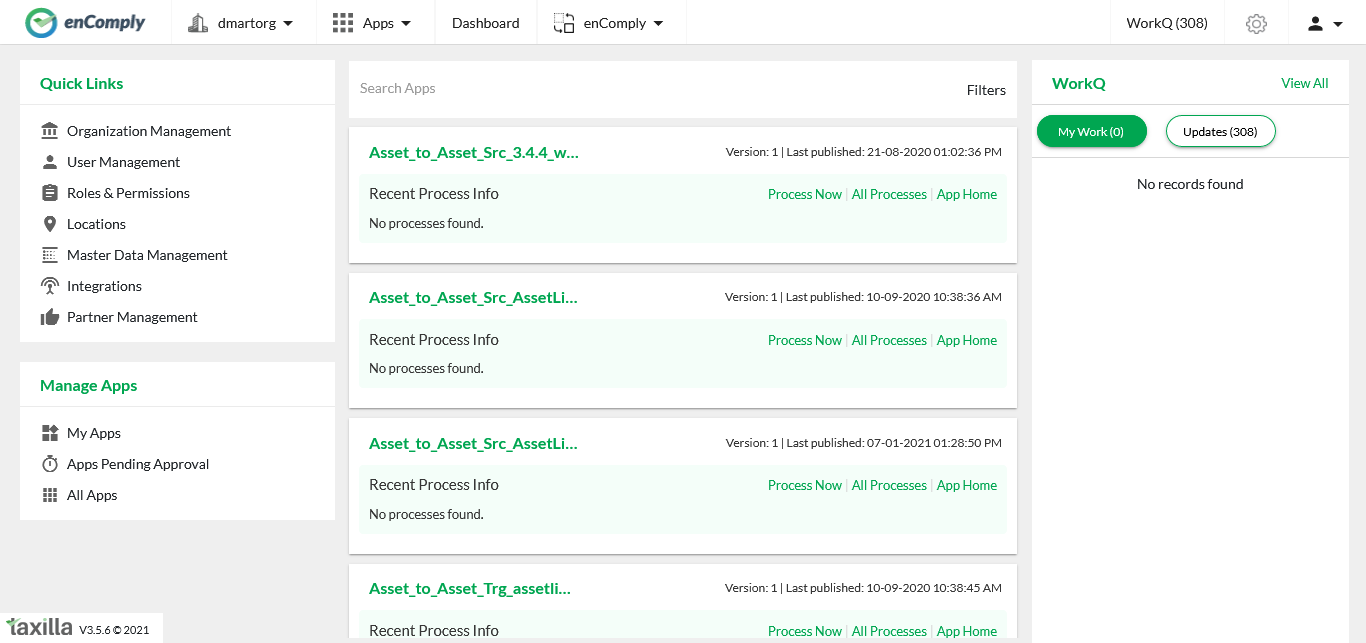 enComply dmartorg Apps Dashboard enComply WorkQ (308)
Quick Links
Organization Management
User Management
Roles & Permissions
Locations
Master Data Management
Integrations
Partner Management
Manage Apps
My Apps
Apps Pending Approval
All Apps
taxilla V3.5.6 © 2021
Search Apps Filters
Asset_to_Asset_Src_3.4.4_w... Version: 1 | Last published: 21-08-2020 01:02:36 PM
Recent Process Info Process Now | All Processes | App Home
No processes found.
Asset_to_Asset_Src_AssetLi... Version: 1 | Last published: 10-09-2020 10:38:36 AM
Recent Process Info Process Now | All Processes | App Home
No processes found.
Asset_to_Asset_Src_AssetLi... Version: 1 | Last published: 07-01-2021 01:28:50 PM
Recent Process Info Process Now | All Processes | App Home
No processes found.
Asset_to_Asset_Trg_assetli... Version: 1 | Last published: 10-09-2020 10:38:45 AM
Recent Process Info Process Now | All Processes | App Home
WorkQ View All
My Work (0) Updates (308)
No records found